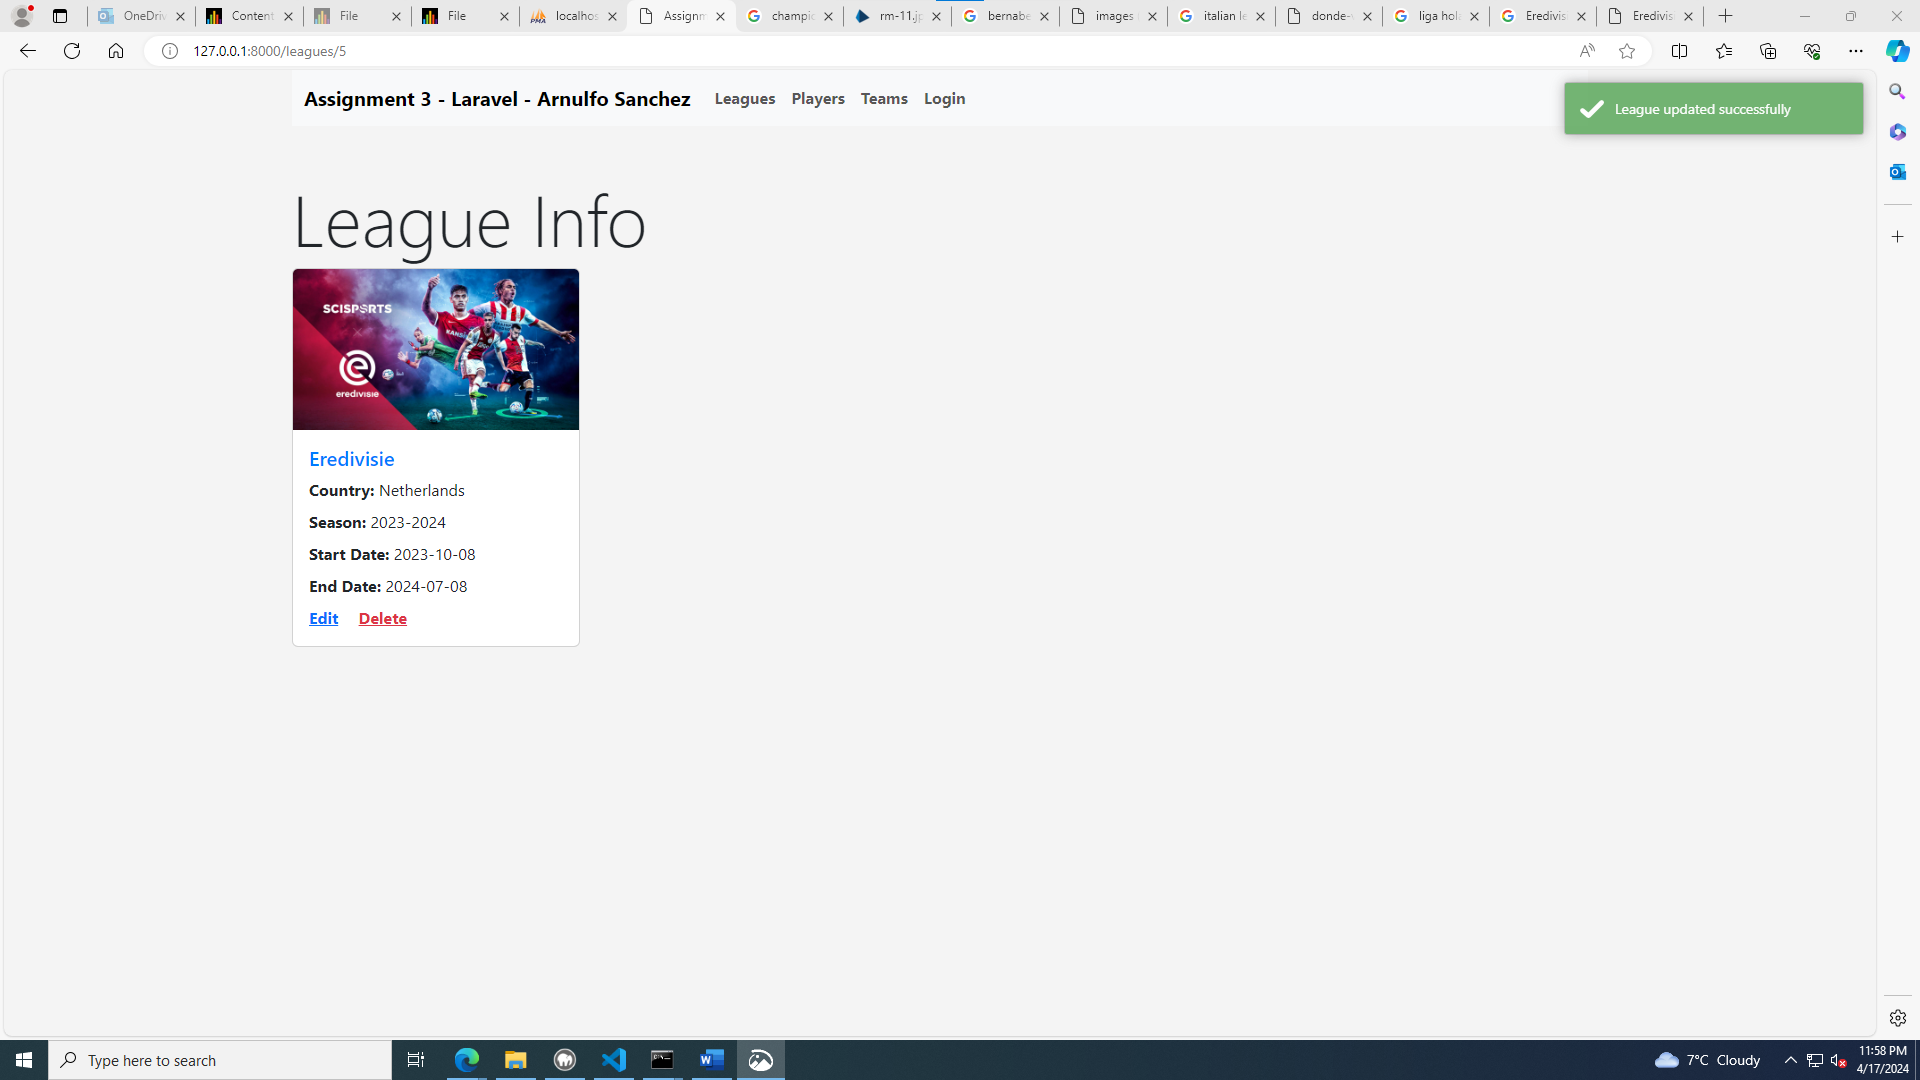 OneDriv
Content
File
File
localhos
Assignm
champio
rm-11.jp
bernabe
images
italian le
donde-
liga hol
Eredivis
Eredivis
127.0.0.1:8000/leagues/5
Assignment 3 - Laravel - Arnulfo Sanchez Leagues Players Teams Login
League updated successfully
League Info
SCISPORTS
eredivisie
Eredivisie
Country: Netherlands
Season: 2023-2024
Start Date: 2023-10-08
End Date: 2024-07-08
Edit Delete
Type here to search
7°C Cloudy
11:58 PM
4/17/2024